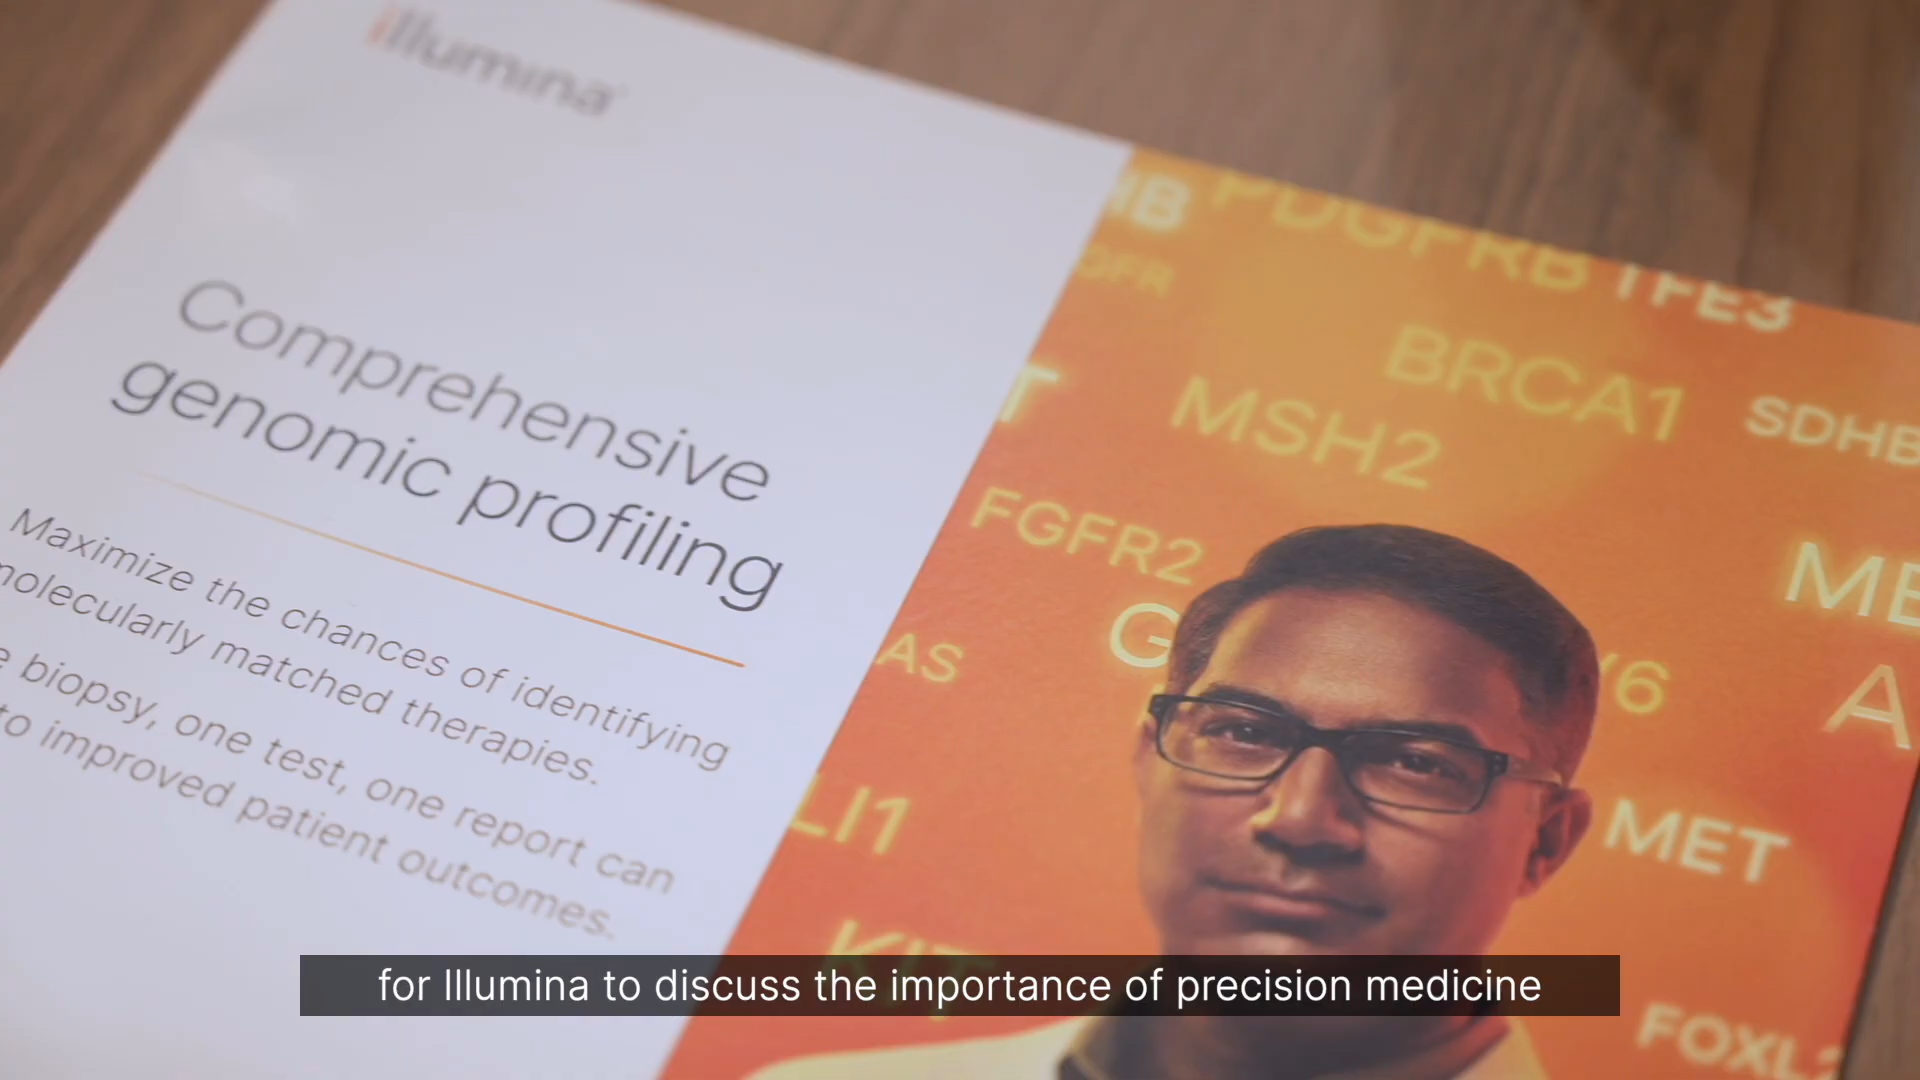 illumina
Comprehensive
genomic profiling
Maximize the chances of identifying
molecularly matched therapies.
biopsy, one test, one report can
to improved patient outcomes.
PDGFRB TFE3
BRCA1
MSH2
SDHB
FGFR2
MET
KIT
for Illumina to discuss the importance of precision medicine